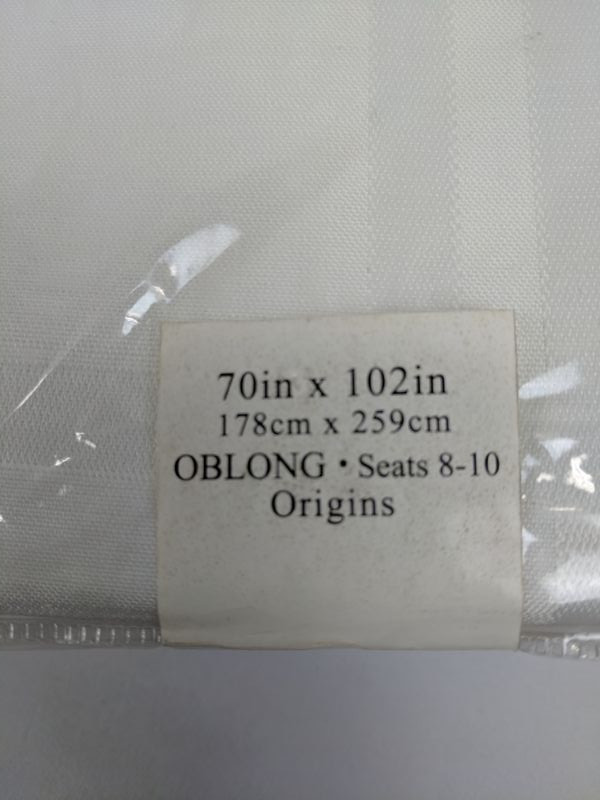 70in x 102in
178cm x 259cm
OBLONG • Seats 8-10
Origins